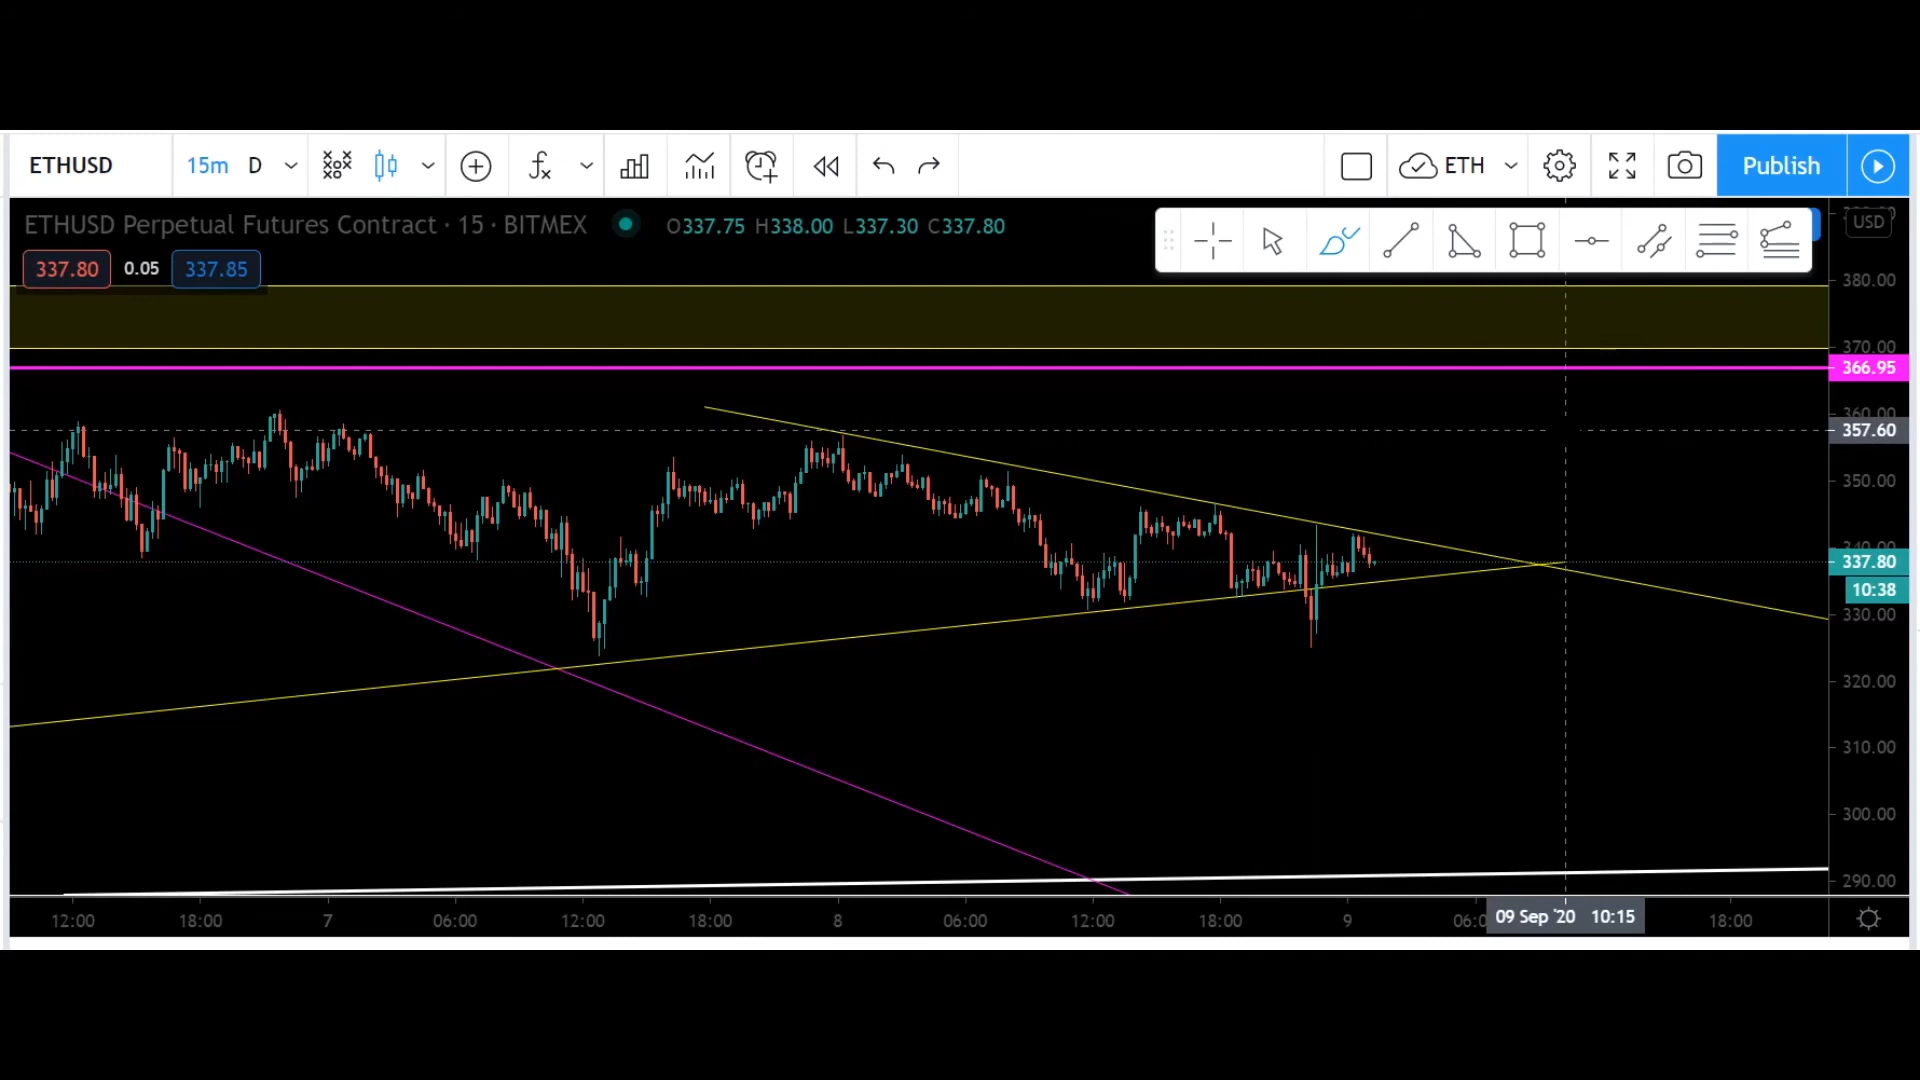 ETHUSD 15m D ETH Publish
ETHUSD Perpetual Futures Contract · 15 · BITMEX O337.75 H338.00 L337.30 C337.80
USD
337.80 0.05 337.85
380.00
370.00
366.95
360.00
357.60
350.00
340.00
337.80
10:38
330.00
320.00
310.00
300.00
290.00
12:00 18:00 7 06:00 12:00 18:00 8 06:00 12:00 18:00 9 06:0 09 Sep '20 10:15 18:00